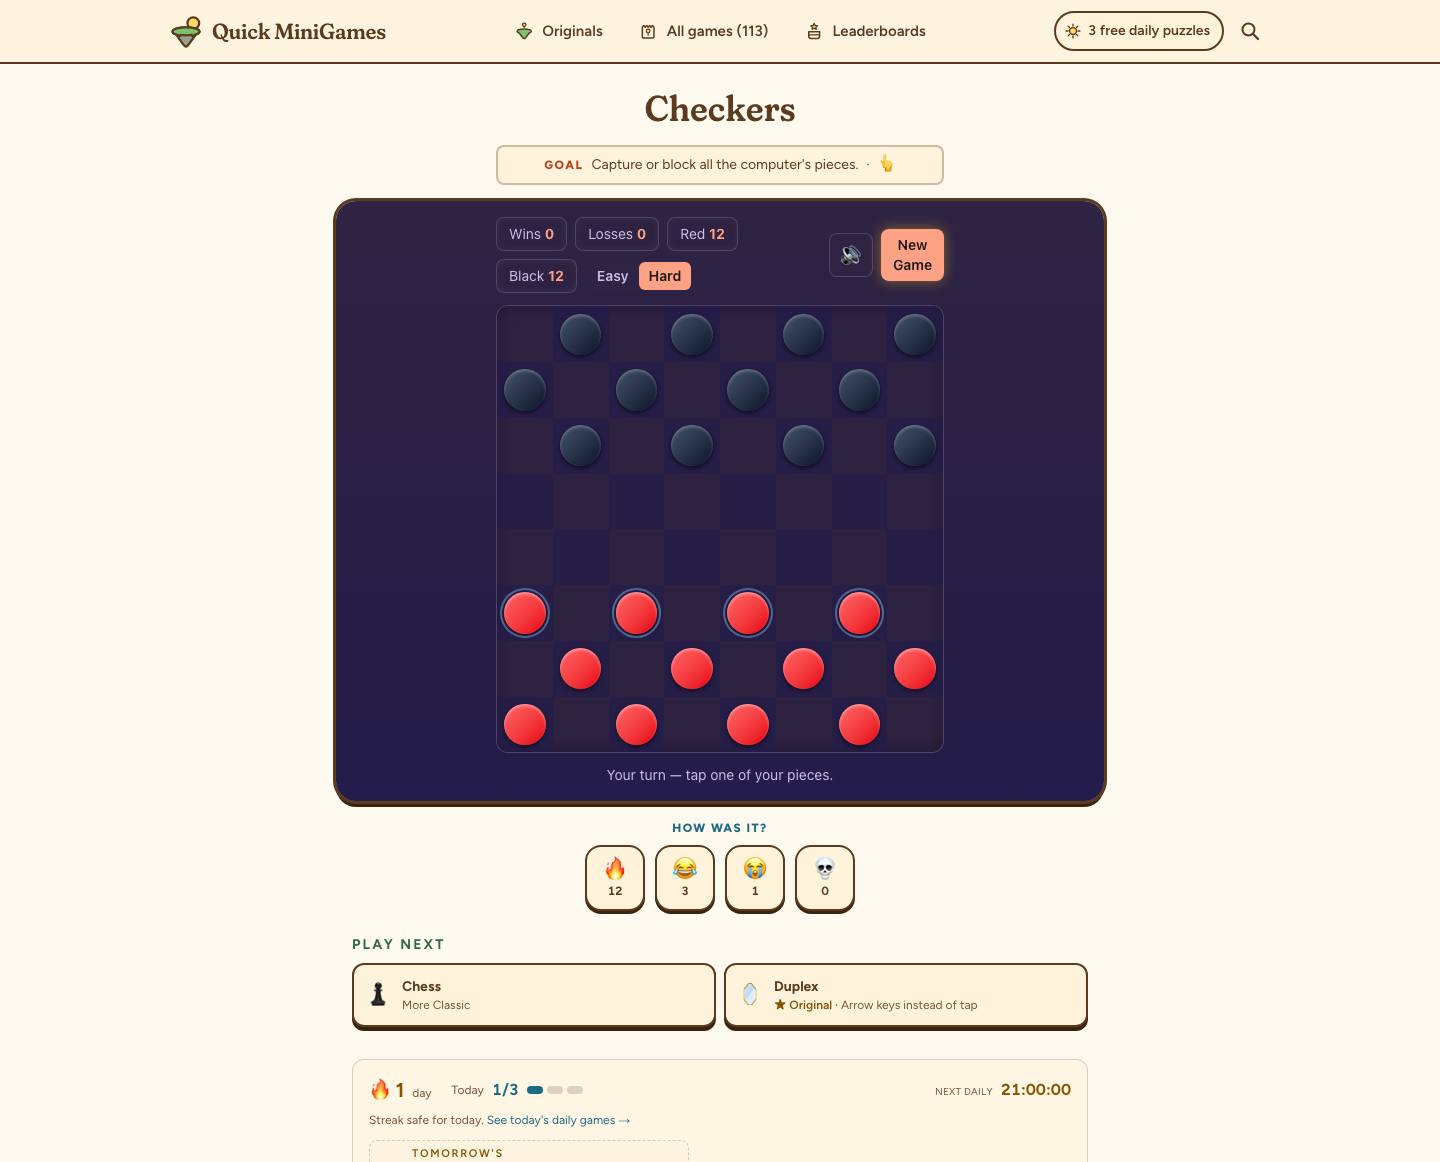 Quick MiniGames
Originals
All games (113)
Leaderboards
3 free daily puzzles
Checkers
GOAL Capture or block all the computer's pieces. ·
Wins 0
Losses 0
Red 12
Black 12
Easy
Hard
New
Game
Your turn — tap one of your pieces.
HOW WAS IT?
12
3
1
0
PLAY NEXT
Chess
More Classic
Duplex
Original · Arrow keys instead of tap
1 day
Today 1/3
NEXT DAILY 21:00:00
Streak safe for today. See today's daily games →
TOMORROW'S